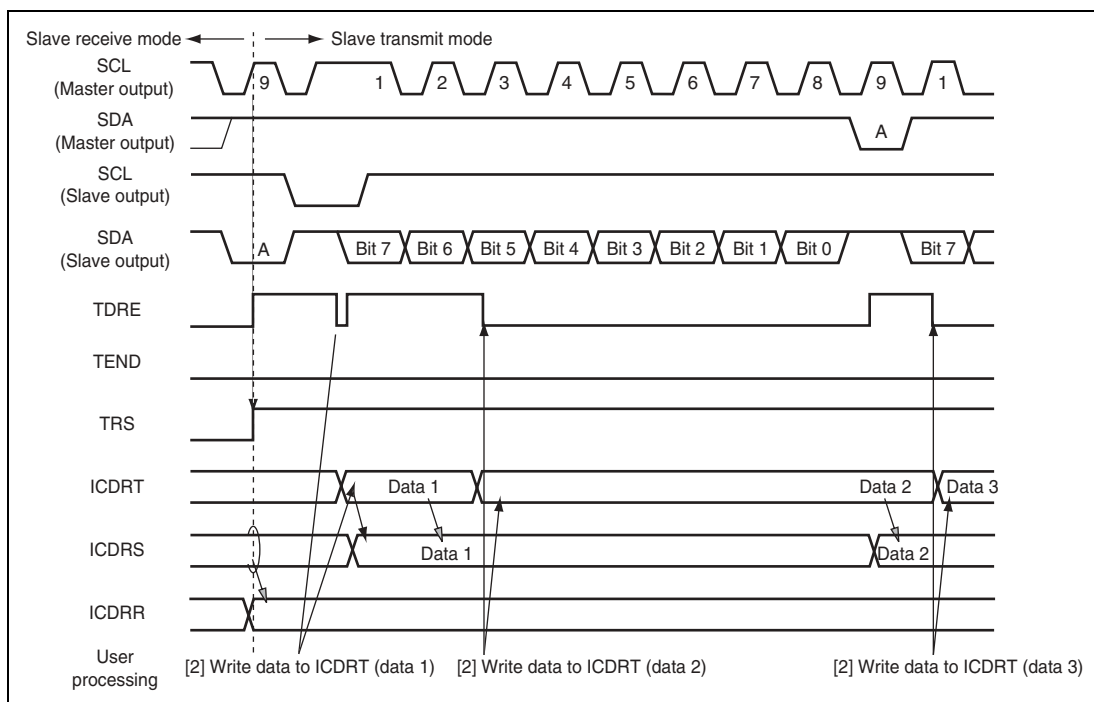 Slave receive mode Slave transmit mode
SCL
(Master output)
9 1 2 3 4 5 6 7 8 9 1
SDA
(Master output)
A
SCL
(Slave output)
SDA
(Slave output)
A Bit 7 Bit 6 Bit 5 Bit 4 Bit 3 Bit 2 Bit 1 Bit 0 Bit 7
TDRE
TEND
TRS
ICDRT Data 1 Data 2 Data 3
ICDRS Data 1 Data 2
ICDRR
User
processing
[2] Write data to ICDRT (data 1) [2] Write data to ICDRT (data 2) [2] Write data to ICDRT (data 3)